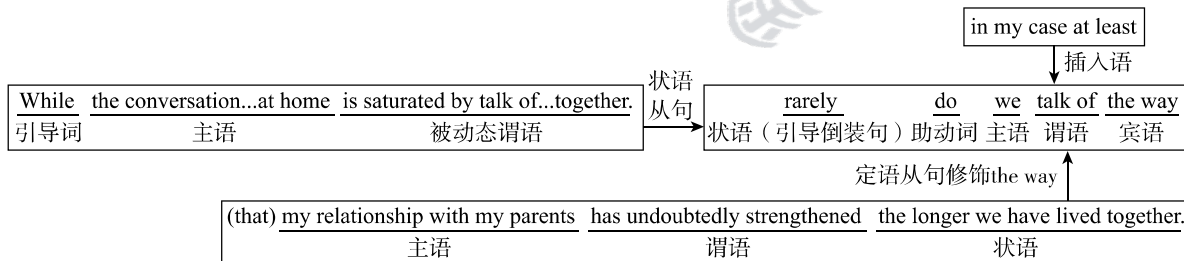 in my case at least
插入语
状语
从句
While the conversation...at home is saturated by talk of...together.
引导词 主语 被动态谓语
rarely do we talk of the way
状语（引导倒装句）助动词 主语 谓语 宾语
定语从句修饰the way
(that) my relationship with my parents has undoubtedly strengthened the longer we have lived together.
主语 谓语 状语